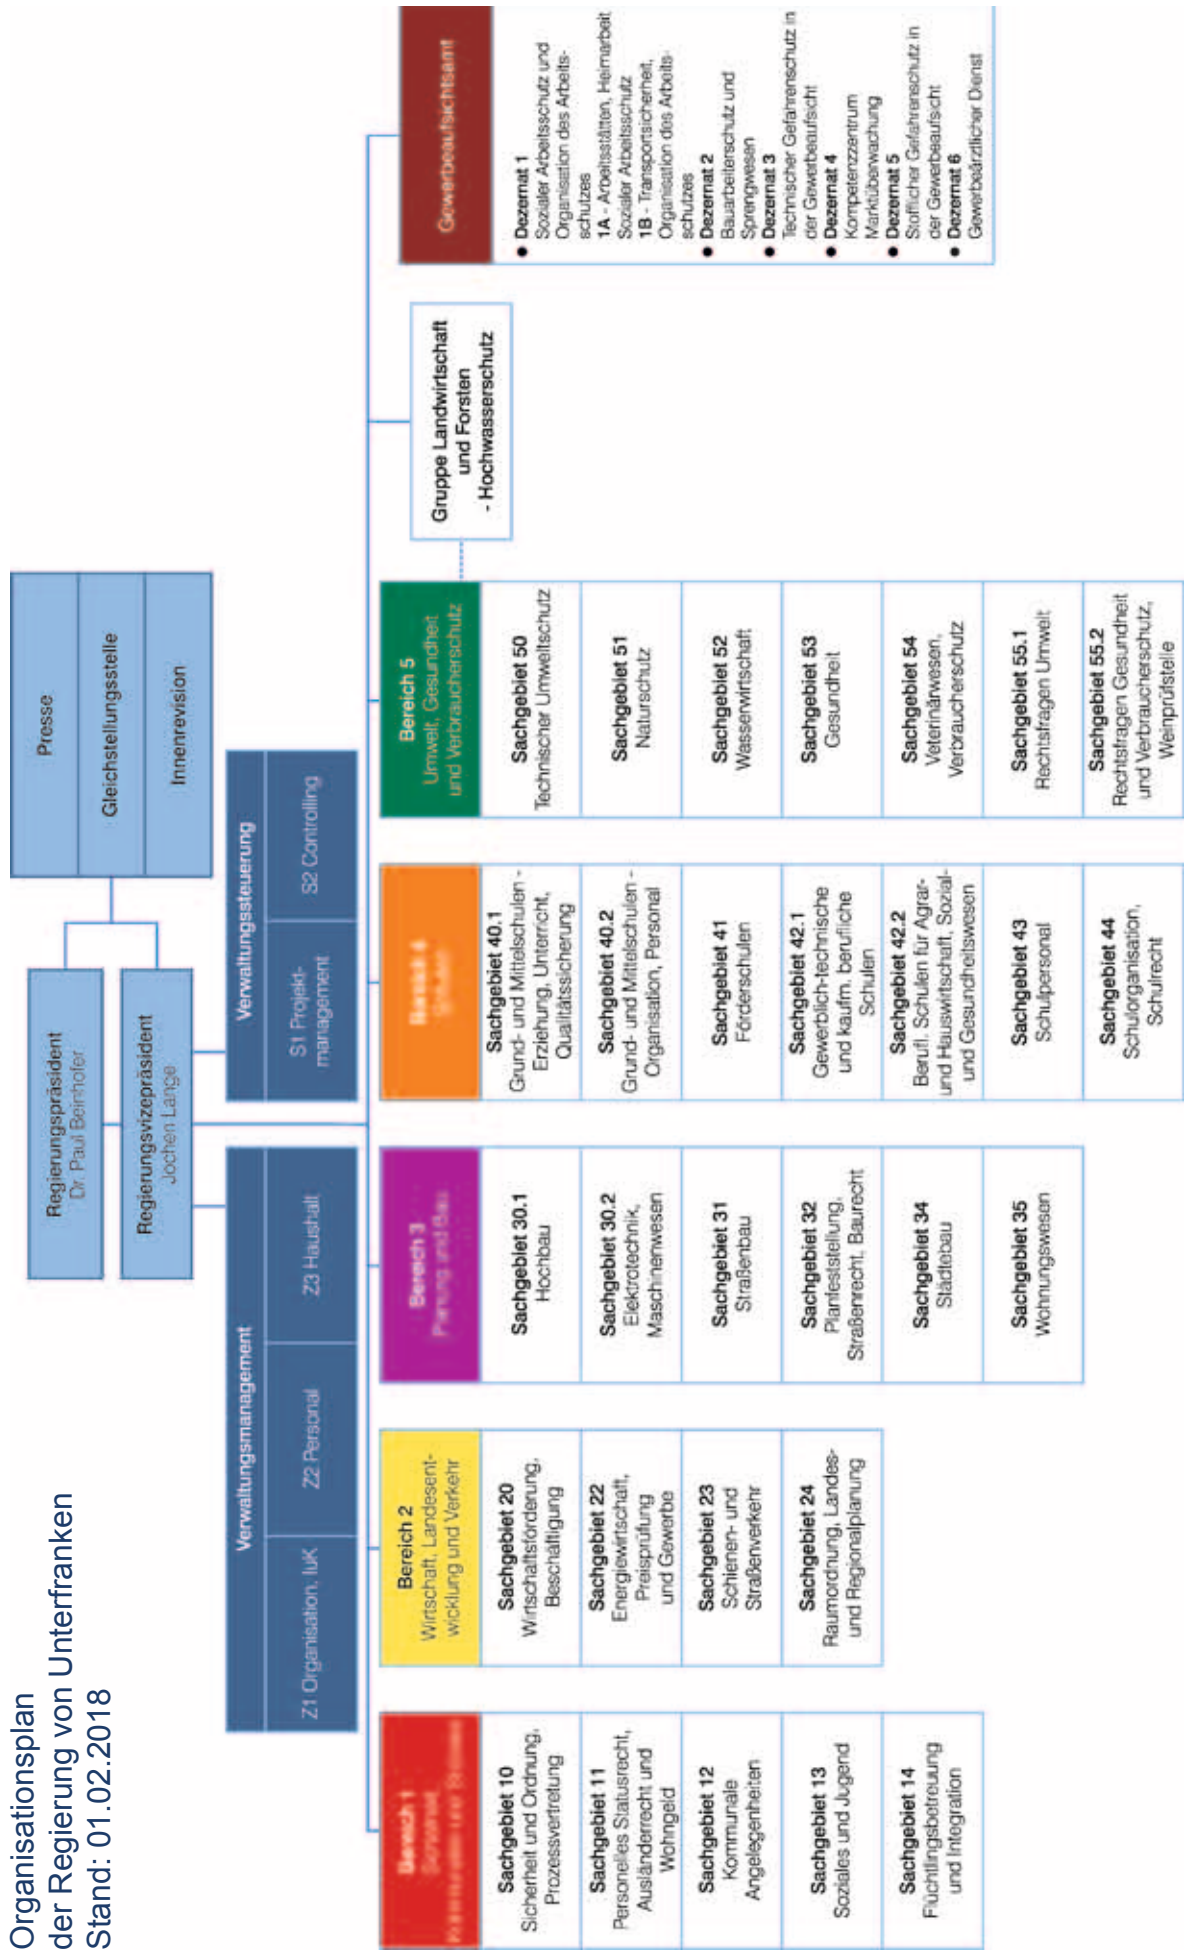 Organisationsplan
der Regierung von Unterfranken
Stand: 01.02.2018
Regierungspräsident
Dr. Paul Beinhofer
Regierungsvizepräsident
Jochen Lange
Presse
Gleichstellungsstelle
Innenrevision
Verwaltungsmanagement
Z1 Organisation, IuK
Z2 Personal
Z3 Haushalt
Verwaltungssteuerung
S1 Projekt-
management
S2 Controlling
Bereich 1
Sicherheit,
Sachgebiet 10
Sicherheit und Ordnung,
Prozessvertretung
Sachgebiet 11
Personelles Statusrecht,
Ausländerrecht und
Wohngeld
Sachgebiet 12
Kommunale
Angelegenheiten
Sachgebiet 13
Soziales und Jugend
Sachgebiet 14
Flüchtlingsbetreuung
und Integration
Bereich 2
Wirtschaft, Landesent-
wicklung und Verkehr
Sachgebiet 20
Wirtschaftsförderung,
Beschäftigung
Sachgebiet 22
Energiewirtschaft,
Preisprüfung
und Gewerbe
Sachgebiet 23
Schienen- und
Straßenverkehr
Sachgebiet 24
Raumordnung, Landes-
und Regionalplanung
Bereich 3
Planung und Bau
Sachgebiet 30.1
Hochbau
Sachgebiet 30.2
Elektrotechnik,
Maschinenwesen
Sachgebiet 31
Straßenbau
Sachgebiet 32
Planfeststellung,
Straßenrecht, Baurecht
Sachgebiet 34
Städtebau
Sachgebiet 35
Wohnungswesen
Bereich 4
Schulen
Sachgebiet 40.1
Grund- und Mittelschulen -
Erziehung, Unterricht,
Qualitätssicherung
Sachgebiet 40.2
Grund- und Mittelschulen -
Organisation, Personal
Sachgebiet 41
Förderschulen
Sachgebiet 42.1
Gewerblich-technische
und kaufm. berufliche
Schulen
Sachgebiet 42.2
Berufl. Schulen für Agrar-
und Hauswirtschaft, Sozial-
und Gesundheitswesen
Sachgebiet 43
Schulpersonal
Sachgebiet 44
Schulorganisation,
Schulrecht
Bereich 5
Umwelt, Gesundheit
und Verbraucherschutz
Sachgebiet 50
Technischer Umweltschutz
Sachgebiet 51
Naturschutz
Sachgebiet 52
Wasserwirtschaft
Sachgebiet 53
Gesundheit
Sachgebiet 54
Veterinärwesen,
Verbraucherschutz
Sachgebiet 55.1
Rechtsfragen Umwelt
Sachgebiet 55.2
Rechtsfragen Gesundheit
und Verbraucherschutz,
Weinprüfstelle
Gruppe Landwirtschaft
und Forsten
- Hochwasserschutz
Gewerbeaufsichtsamt
● Dezernat 1
Sozialer Arbeitsschutz und
Organisation des Arbeits-
schutzes
1A - Arbeitsstätten, Heimarbeit
Sozialer Arbeitsschutz
1B - Transportsicherheit,
Organisation des Arbeits-
schutzes
● Dezernat 2
Bauarbeiterschutz und
Sprengwesen
● Dezernat 3
Technischer Gefahrenschutz in
der Gewerbeaufsicht
● Dezernat 4
Kompetenzzentrum
Marktüberwachung
● Dezernat 5
Stofflicher Gefahrenschutz in
der Gewerbeaufsicht
● Dezernat 6
Gewerbeärztlicher Dienst